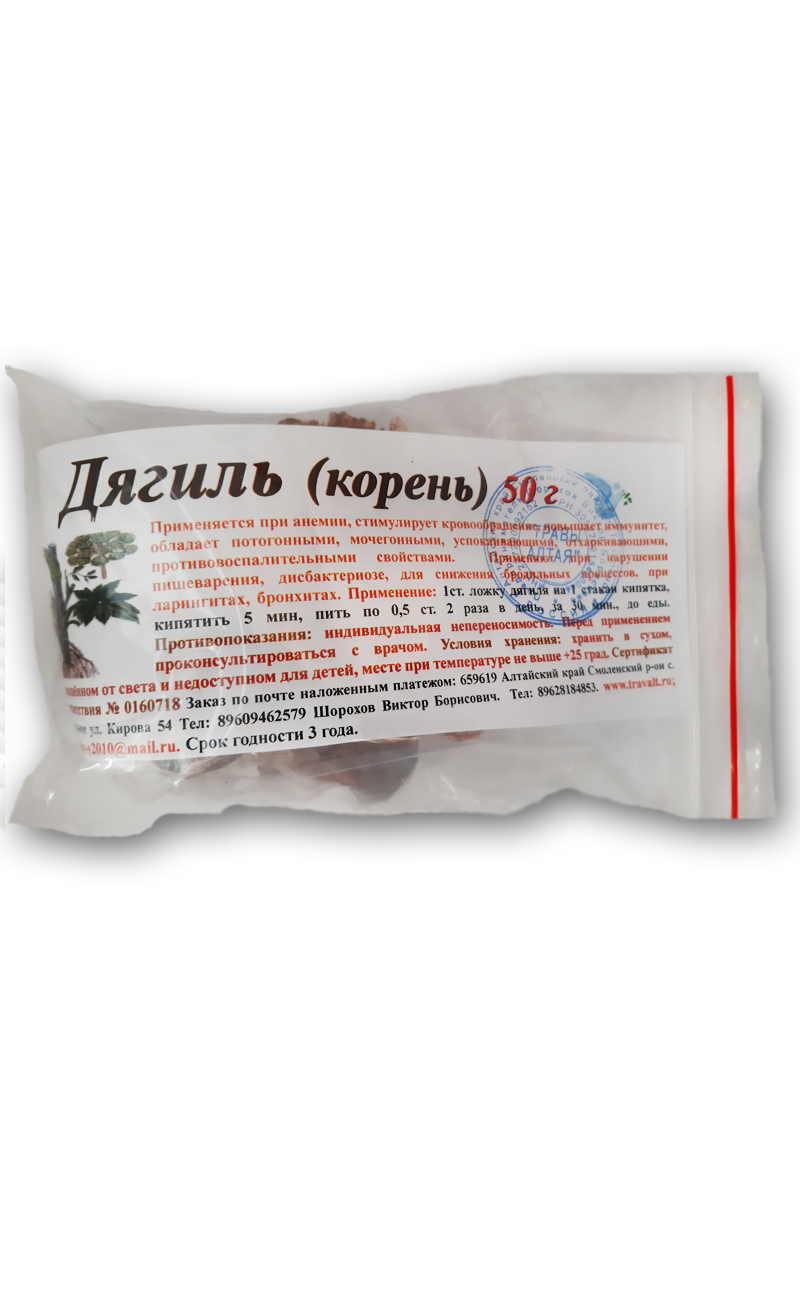 Дягиль (корень) 50 г
Применяется при анемии, стимулирует кровообращение, повышает иммунитет,
обладает потогонными, мочегонными, успокаивающими, отхаркивающими,
противовоспалительными свойствами. Применяют при нарушении
пищеварения, дисбактериозе, для снижения бродильных процессов, при
ларингитах, бронхитах. Применение: 1ст. ложку дягиля на 1 стакан кипятка,
кипятить 5 мин, пить по 0,5 ст. 2 раза в день, за 30 мин., до еды.
Противопоказания: индивидуальная непереносимость. Перед применением
проконсультироваться с врачом. Условия хранения: хранить в сухом,
от света и недоступном для детей, месте при температуре не выше +25 град. Сертификат
№ 0160718 Заказ по почте наложенным платежом: 659619 Алтайский край Смоленский р-он с.
ул. Кирова 54 Тел: 89609462579 Шорохов Виктор Борисович. Тел: 89628184853. www.travalt.ru;
2010@mail.ru. Срок годности 3 года.
"ТРАВЫ
АЛТАЯ"